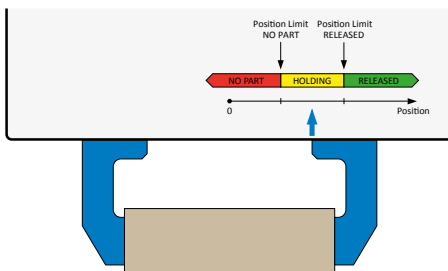 Position Limit
NO PART
Position Limit
RELEASED
NO PART
HOLDING
RELEASED
0
Position